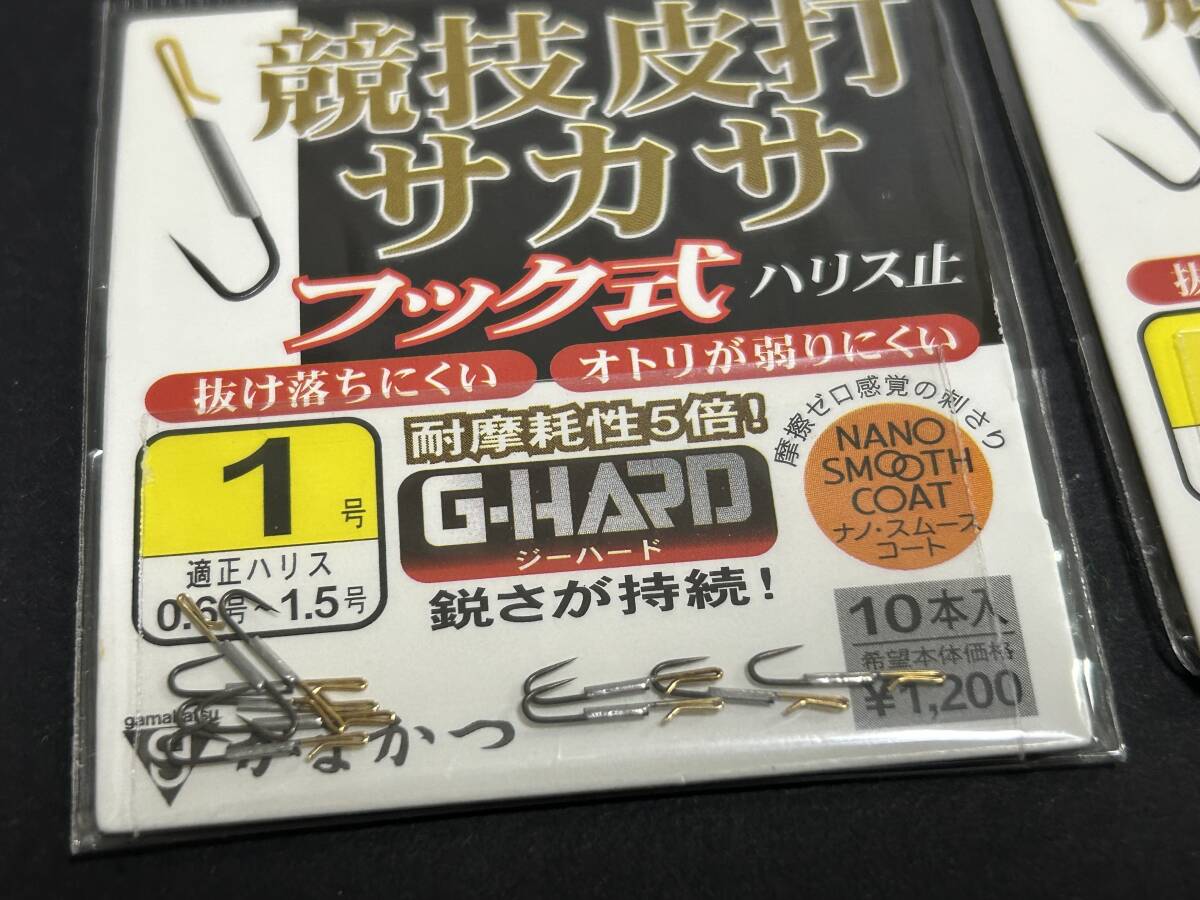 競技皮打
サカサ
フック式 ハリス止
抜け落ちにくい
オトリが弱りにくい
1号
適正ハリス
0.6号~1.5号
耐摩耗性5倍!
G-HARD
ジーハード
鋭さが持続!
摩擦ゼロ感覚の刺さり
NANO
SMOOTH
COAT
ナノ・スムース
コート
10本入
希望本体価格
¥1,200
gamakatsu
がまかつ
抜